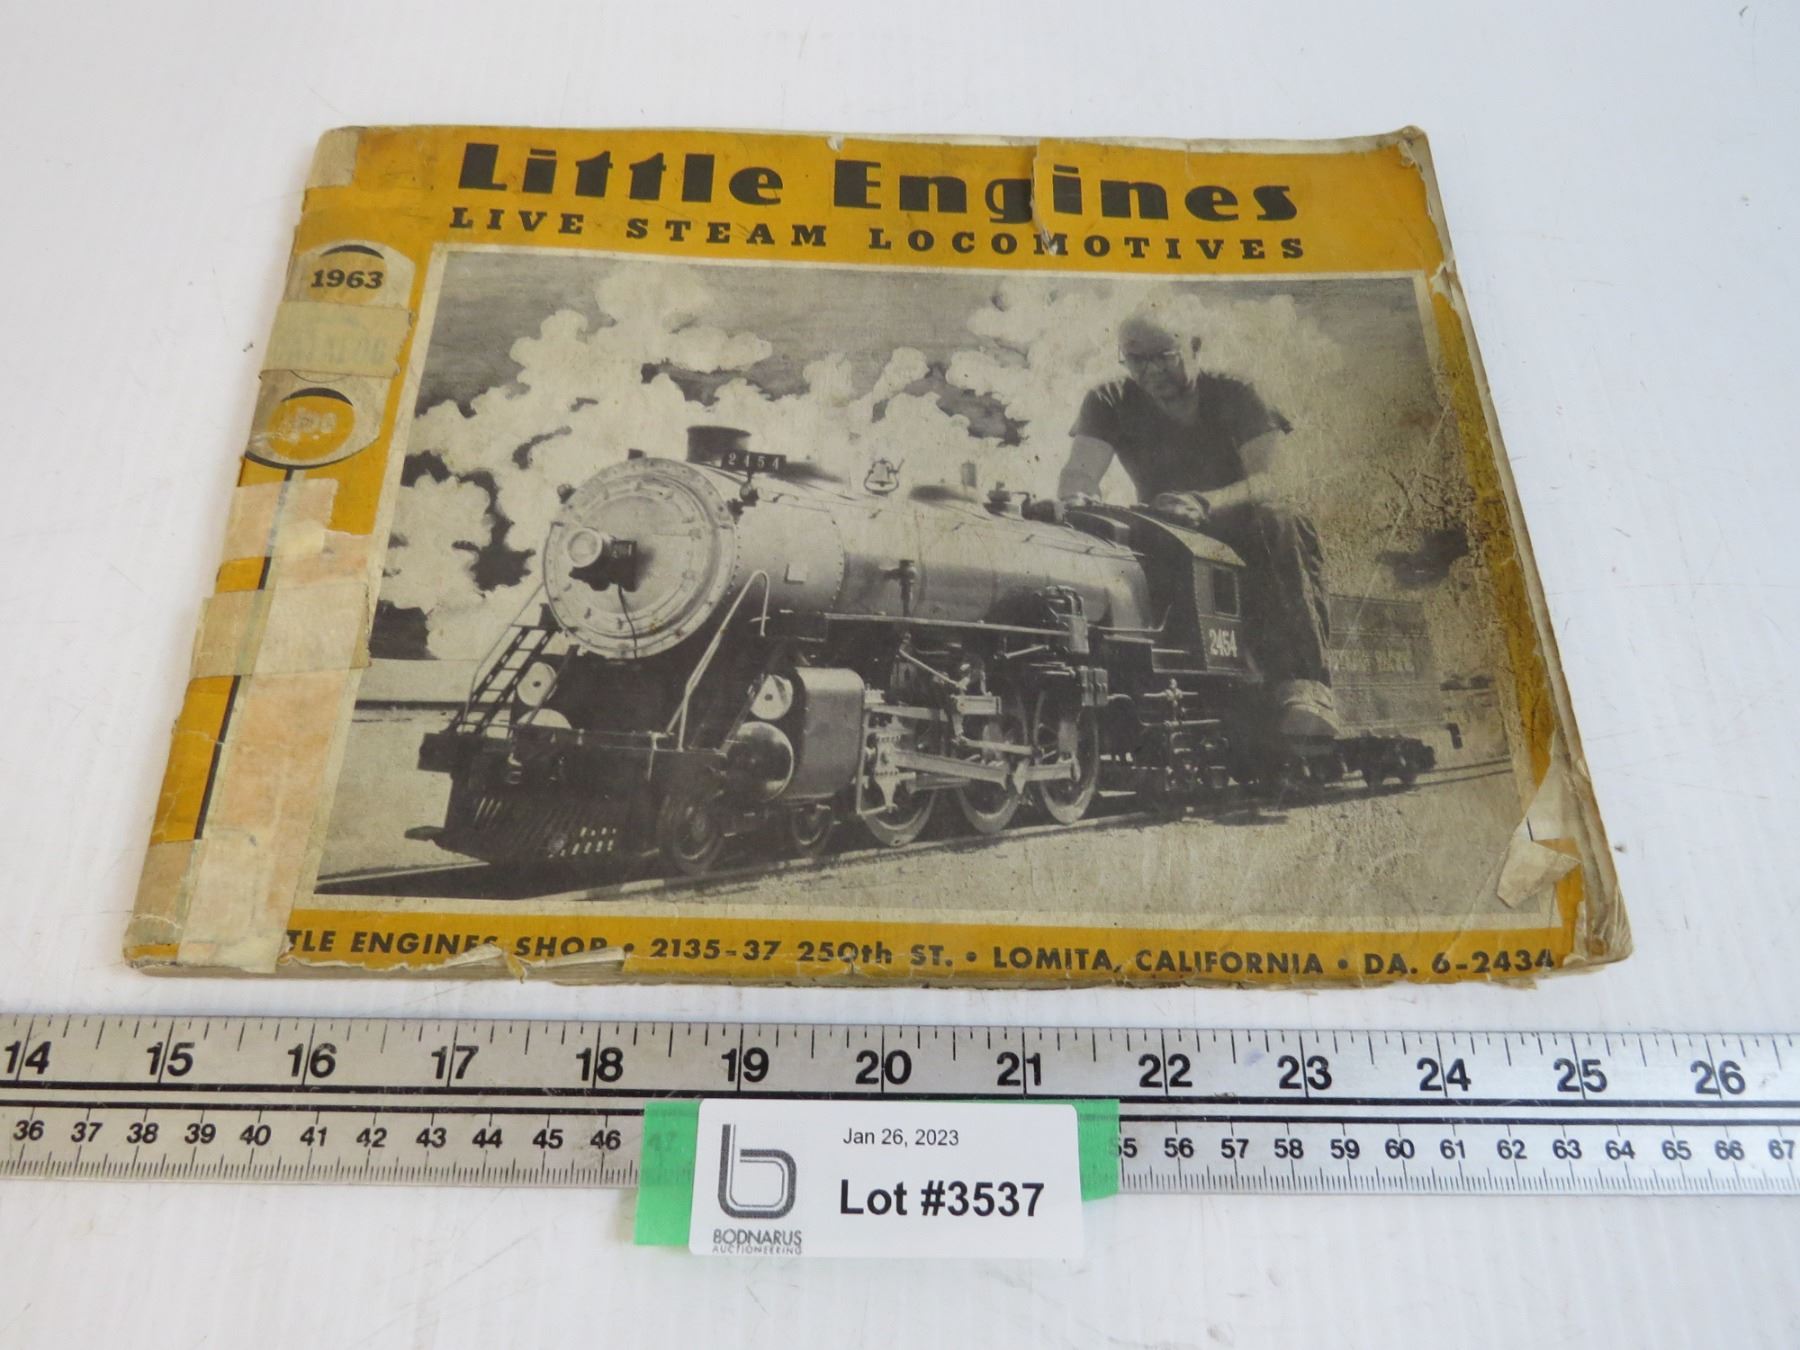 Little Engines
LIVE STEAM LOCOMOTIVES
1963
CATALOG
2454
2454
TLE ENGINES SHOP • 2135-37 250th ST. • LOMITA, CALIFORNIA • DA. 6-2434
14 15 16 17 18 19 20 21 22 23 24 25 26
36 37 38 39 40 41 42 43 44 45 46 47 55 56 57 58 59 60 61 62 63 64 65 66 67
Jan 26, 2023
Lot #3537
BODNARUS
AUCTIONEERING